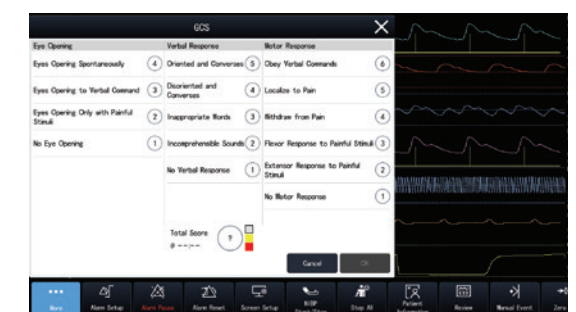 GCS
Eye Opening Verbal Response Motor Response
Eyes Opening Spontaneously 4 Oriented and Converses 5 Obey Verbal Commands 6
Eyes Opening to Verbal Command 3 Disoriented and Converses 4 Localize to Pain 5
Eyes Opening Only with Painful Stimuli 2 Inappropriate Words 3 Withdraw from Pain 4
No Eye Opening 1 Incomprehensible Sounds 2 Flexor Response to Painful Stimuli 3
No Verbal Response 1 Extensor Response to Painful Stimuli 2
No Motor Response 1
Total Score ?
@ --:--
Cancel OK
More Alarm Setup Alarm Pause Alarm Reset Screen Setup NIBP Stop All Patient Review Manual Event Zero